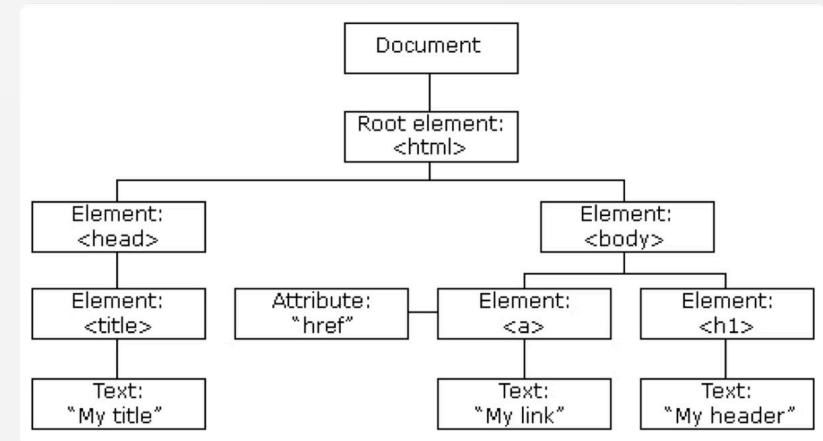 Document
Root element:
<html>
Element:
<head>
Element:
<body>
Element:
<title>
Attribute:
“href”
Element:
<a>
Element:
<h1>
Text:
“My title”
Text:
“My link”
Text:
“My header”